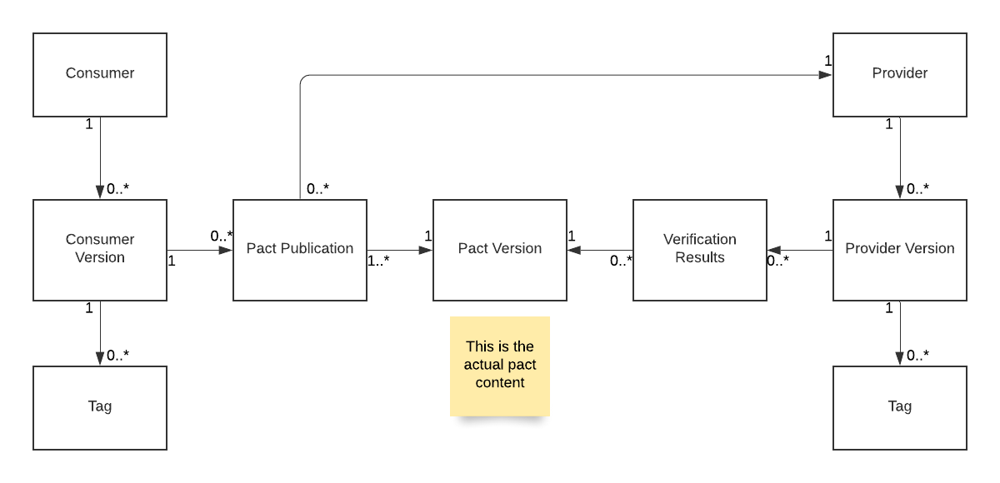 Consumer
Provider
1
1
1
0..*
0..*
0..*
Consumer
Version
0..*
1
Pact Publication
1..*
1
Pact Version
1
0..*
Verification
Results
0..*
1
Provider Version
1
1
This is the
actual pact
content
0..*
0..*
Tag
Tag